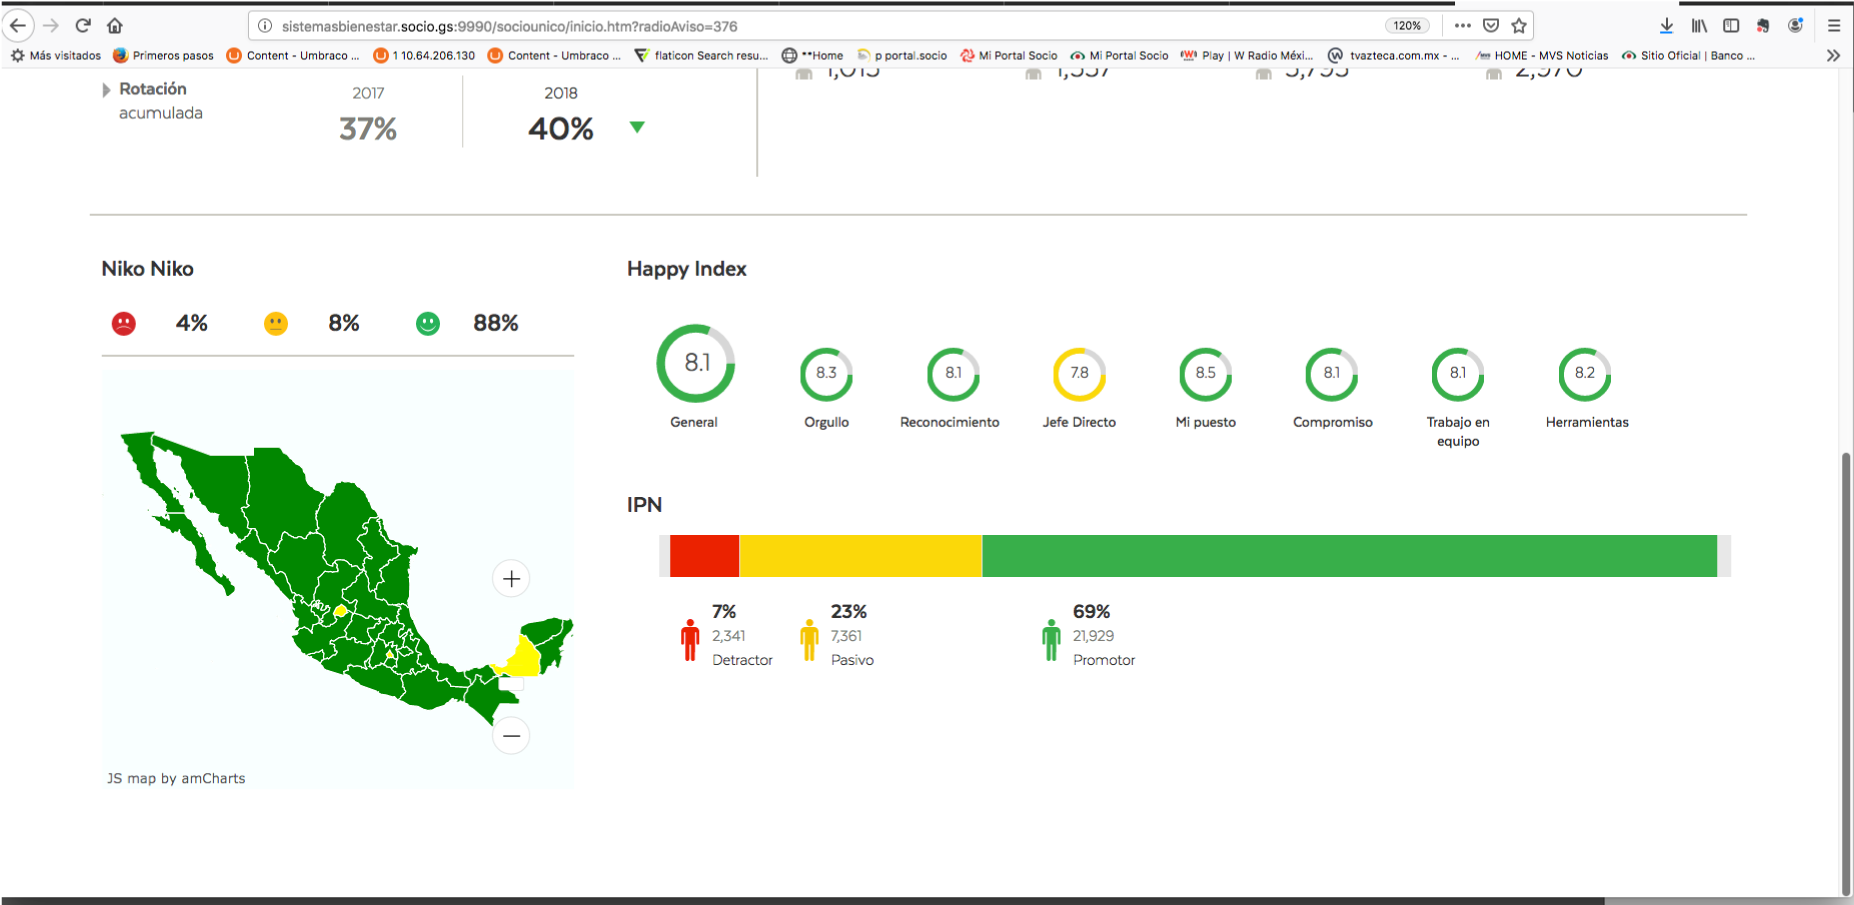 sistemasbienestar.socio.gs:9990/sociounico/inicio.htm?radioAviso=376
120%
Más visitados Primeros pasos Content - Umbraco ... 1 10.64.206.130 Content - Umbraco ... flaticon Search resu... **Home p portal.socio Mi Portal Socio Mi Portal Socio Play | W Radio Méxi... tvazteca.com.mx - ... HOME - MVS Noticias Sitio Oficial | Banco ...
Rotación
acumulada
2017
37%
2018
40%
Niko Niko
4% 8% 88%
JS map by amCharts
Happy Index
8.1 8.3 8.1 7.8 8.5 8.1 8.1 8.2
General Orgullo Reconocimiento Jefe Directo Mi puesto Compromiso Trabajo en Herramientas
equipo
IPN
7% 23% 69%
2,341 7,361 21,929
Detractor Pasivo Promotor